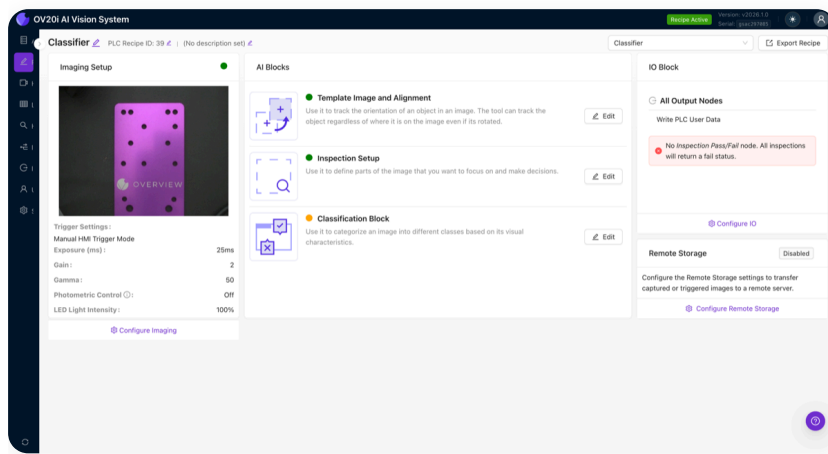 OV20i AI Vision System
Recipe Active
Version: v2026.1.0
Serial:
Classifier
PLC Recipe ID: 39
(No description set)
Classifier
Export Recipe
Imaging Setup
OVERVIEW
Trigger Settings:
Manual HMI Trigger Mode
Exposure (ms): 25ms
Gain: 2
Gamma: 50
Photometric Control: Off
LED Light Intensity: 100%
Configure Imaging
AI Blocks
Template Image and Alignment
Use it to track the orientation of an object in an image. The tool can track the
object regardless of where it is on the image even if its rotated.
Edit
Inspection Setup
Use it to define parts of the image that you want to focus on and make decisions.
Edit
Classification Block
Use it to categorize an image into different classes based on its visual
characteristics.
Edit
IO Block
All Output Nodes
Write PLC User Data
No Inspection Pass/Fail node. All inspections
will return a fail status.
Configure IO
Remote Storage
Disabled
Configure the Remote Storage settings to transfer
captured or triggered images to a remote server.
Configure Remote Storage